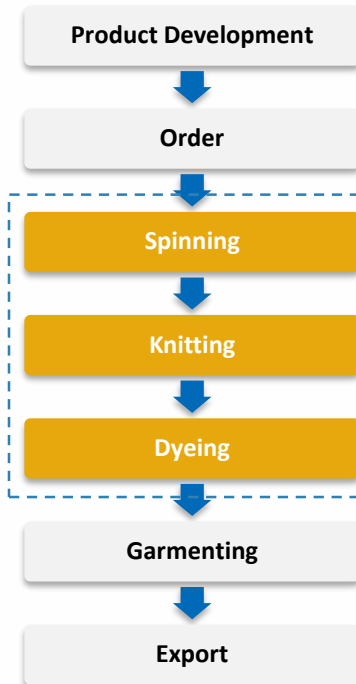 Product Development
Order
Spinning
Knitting
Dyeing
Garmenting
Export